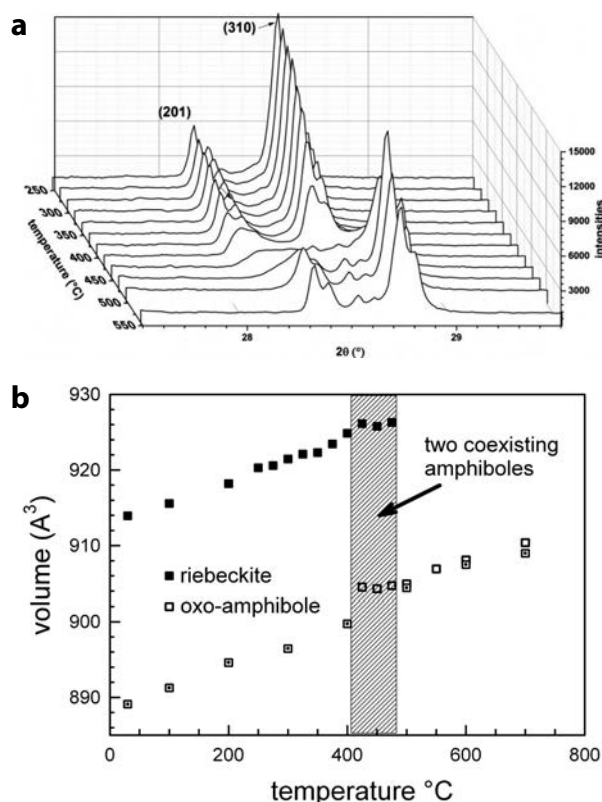 a
(310)
(201)
15000
12000
9000
6000
3000
intensities
250
300
350
400
450
500
550
temperature (°C)
28
29
2θ (°)
b
930
920
910
900
890
volume (A³)
two coexisting
amphiboles
riebeckite
oxo-amphibole
0 200 400 600 800
temperature °C